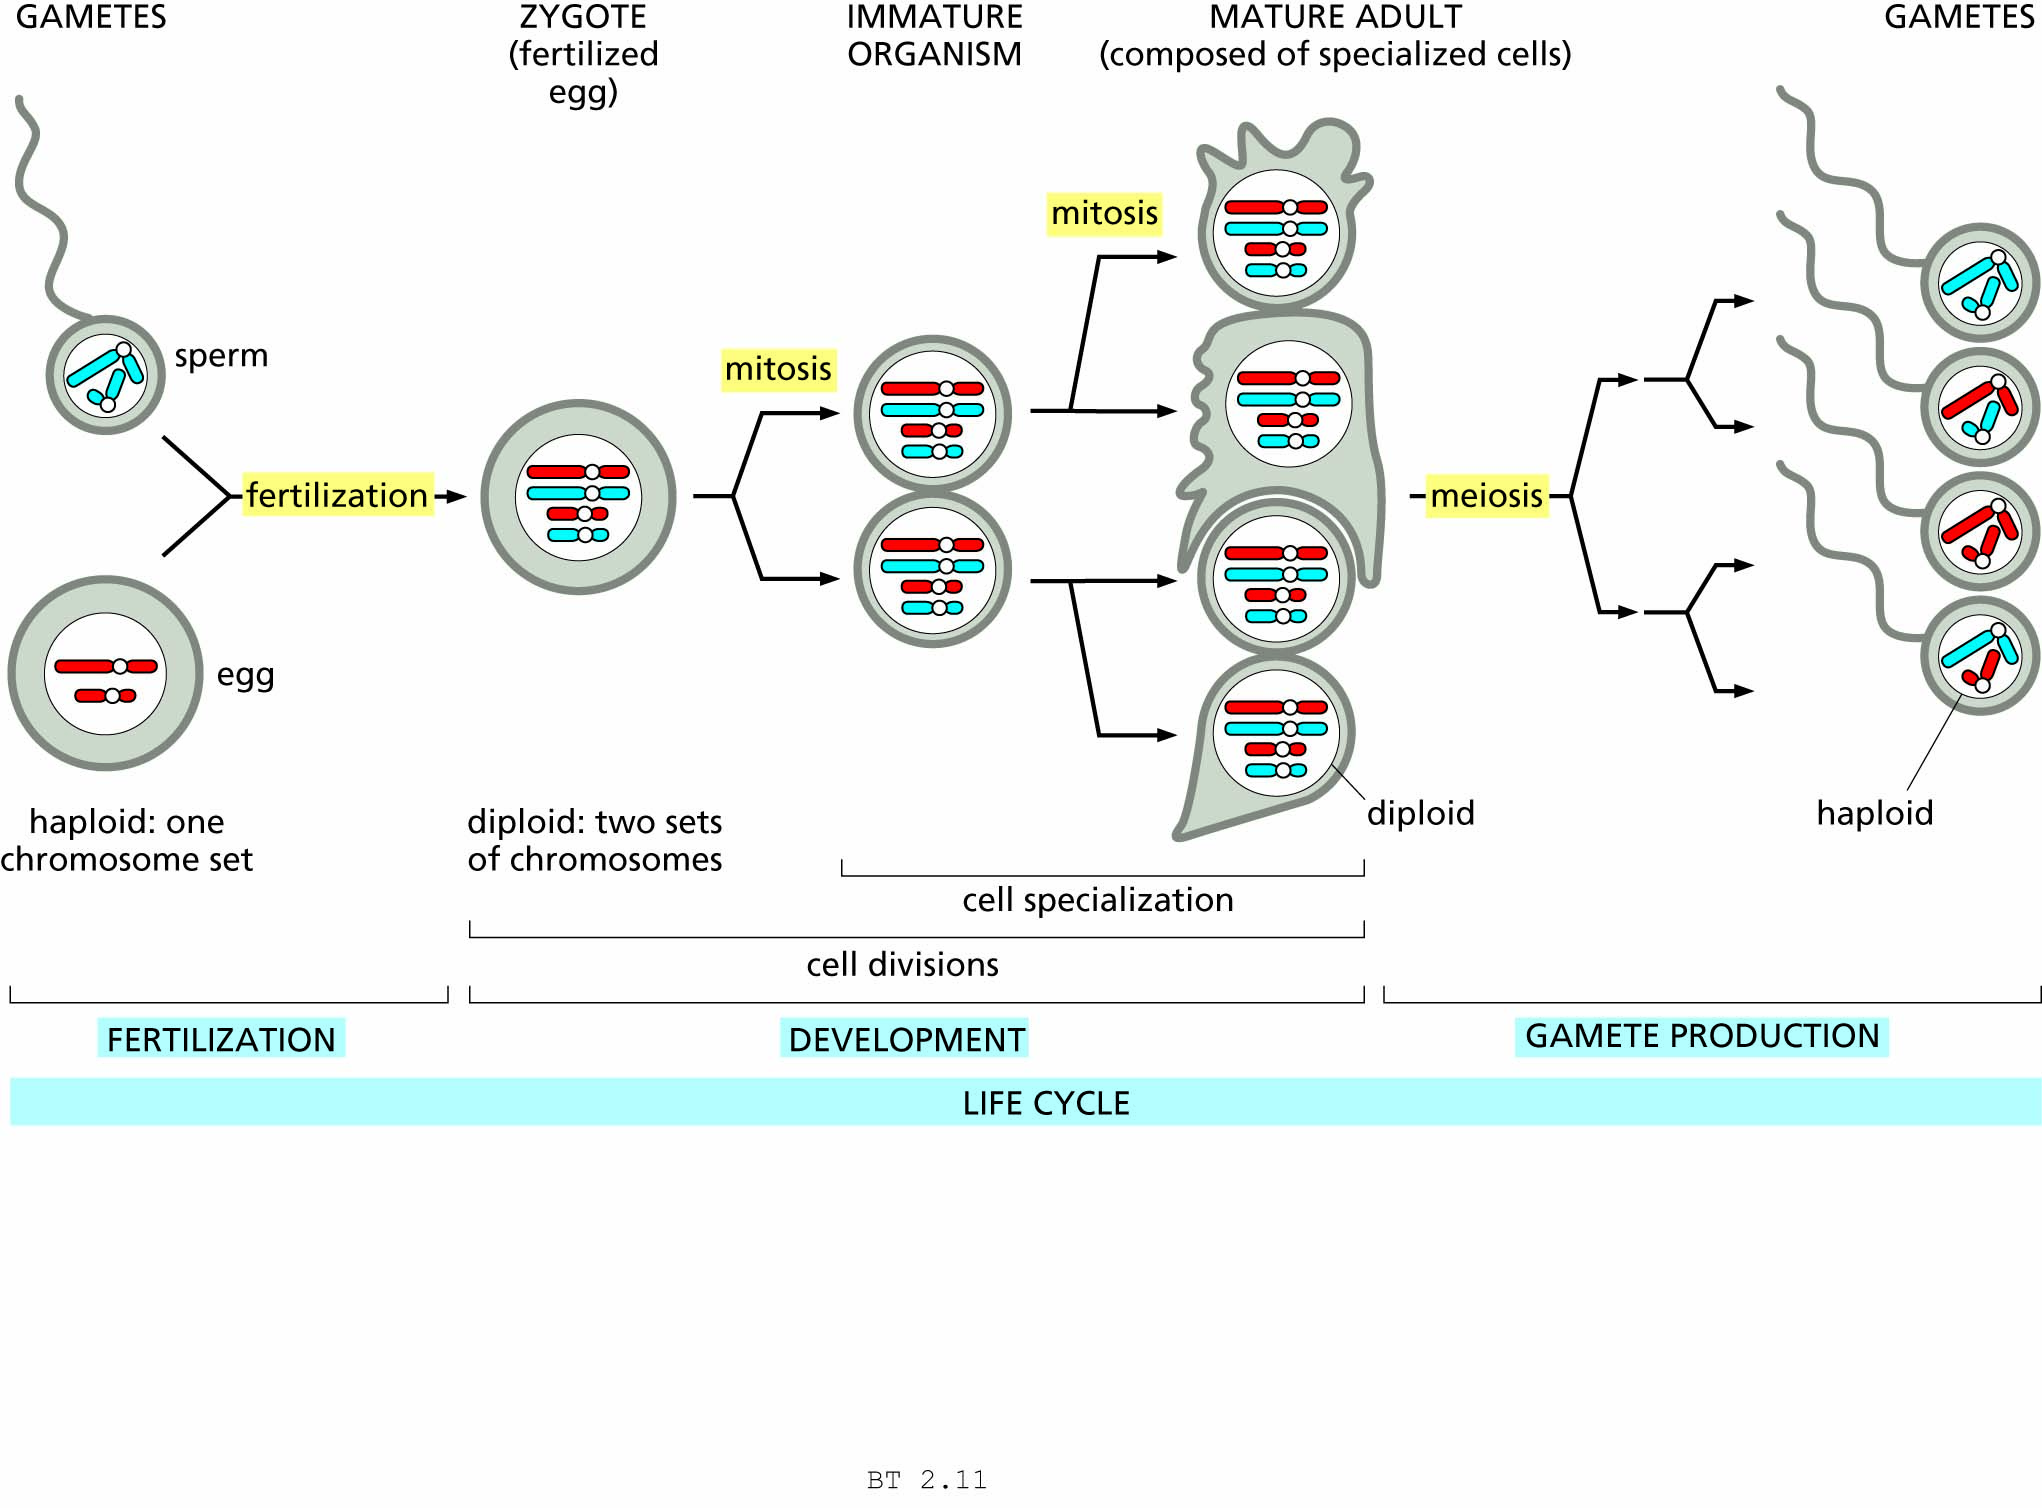 GAMETES
ZYGOTE
(fertilized
egg)
IMMATURE
ORGANISM
MATURE ADULT
(composed of specialized cells)
GAMETES
mitosis
sperm
mitosis
fertilization
meiosis
egg
haploid: one
chromosome set
diploid: two sets
of chromosomes
diploid
haploid
cell specialization
cell divisions
FERTILIZATION
DEVELOPMENT
GAMETE PRODUCTION
LIFE CYCLE
BT 2.11